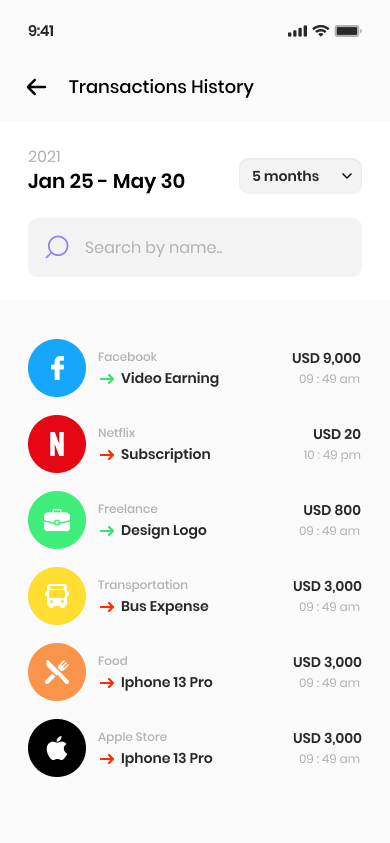 9:41
Transactions History
2021
Jan 25 - May 30
5 months
Search by name..
Facebook
USD 9,000
Video Earning
09 : 49 am
Netflix
USD 20
Subscription
10 : 49 pm
Freelance
USD 800
Design Logo
09 : 49 am
Transportation
USD 3,000
Bus Expense
09 : 49 am
Food
USD 3,000
Iphone 13 Pro
09 : 49 am
Apple Store
USD 3,000
Iphone 13 Pro
09 : 49 am